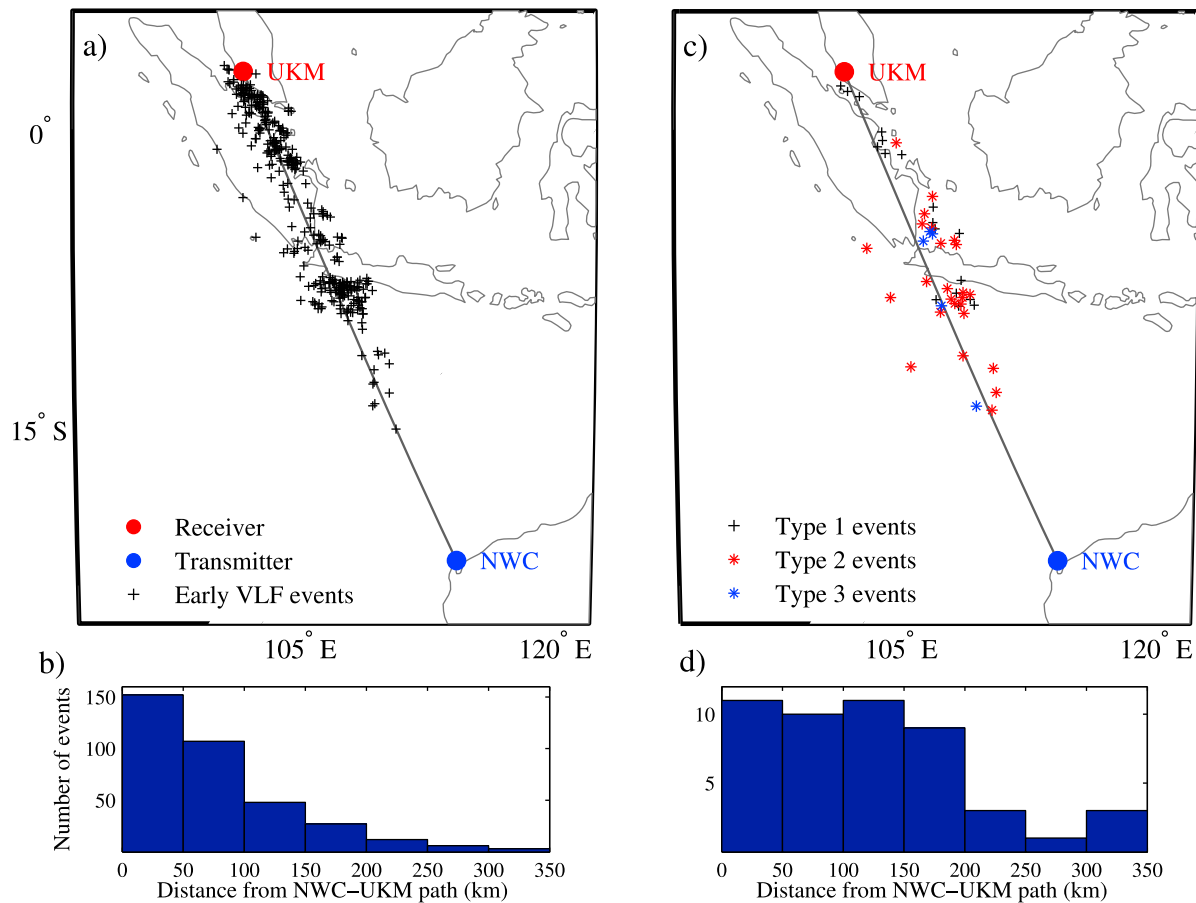 a)
UKM
0°
15° S
Receiver
Transmitter
NWC
Early VLF events
105° E
120° E
c)
UKM
Type 1 events
Type 2 events
NWC
Type 3 events
105° E
120° E
b)
Number of events
150
100
50
0 50 100 150 200 250 300 350
Distance from NWC−UKM path (km)
d)
10
5
0 50 100 150 200 250 300 350
Distance from NWC−UKM path (km)